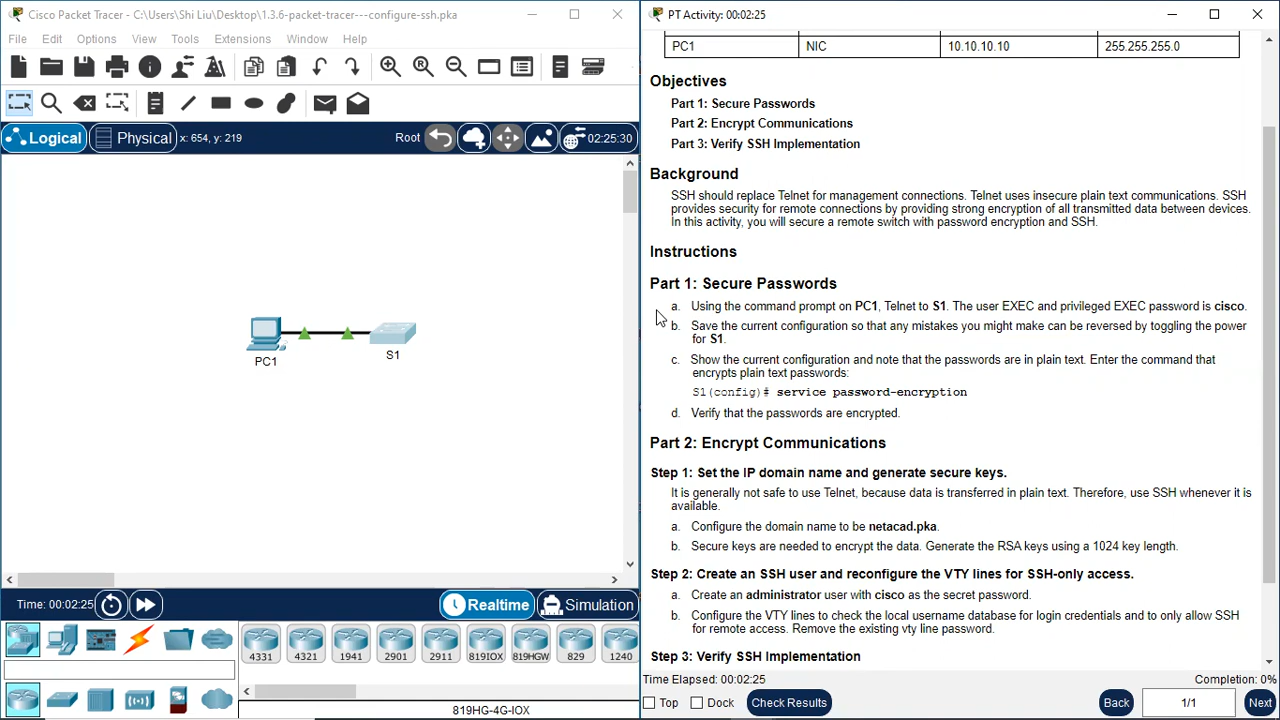 Cisco Packet Tracer - C:\Users\Shi Liu\Desktop\1.3.6-packet-tracer---configure-ssh.pka
File Edit Options View Tools Extensions Window Help
Logical Physical x: 654, y: 219 Root 02:25:30
PC1
S1
Time: 00:02:25 Realtime Simulation
4331 4321 1941 2901 2911 819IOX 819HGW 829 1240
819HG-4G-IOX
PT Activity: 00:02:25
PC1 NIC 10.10.10.10 255.255.255.0
Objectives
Part 1: Secure Passwords
Part 2: Encrypt Communications
Part 3: Verify SSH Implementation
Background
SSH should replace Telnet for management connections. Telnet uses insecure plain text communications. SSH
provides security for remote connections by providing strong encryption of all transmitted data between devices.
In this activity, you will secure a remote switch with password encryption and SSH.
Instructions
Part 1: Secure Passwords
a. Using the command prompt on PC1, Telnet to S1. The user EXEC and privileged EXEC password is cisco.
b. Save the current configuration so that any mistakes you might make can be reversed by toggling the power
for S1.
c. Show the current configuration and note that the passwords are in plain text. Enter the command that
encrypts plain text passwords:
S1(config)# service password-encryption
d. Verify that the passwords are encrypted.
Part 2: Encrypt Communications
Step 1: Set the IP domain name and generate secure keys.
It is generally not safe to use Telnet, because data is transferred in plain text. Therefore, use SSH whenever it is
available.
a. Configure the domain name to be netacad.pka.
b. Secure keys are needed to encrypt the data. Generate the RSA keys using a 1024 key length.
Step 2: Create an SSH user and reconfigure the VTY lines for SSH-only access.
a. Create an administrator user with cisco as the secret password.
b. Configure the VTY lines to check the local username database for login credentials and to only allow SSH
for remote access. Remove the existing vty line password.
Step 3: Verify SSH Implementation
Time Elapsed: 00:02:25 Completion: 0%
Top Dock Check Results Back 1/1 Next